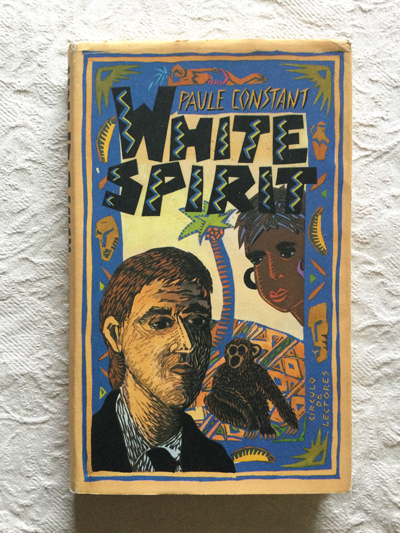 PAULE CONSTANT
WHITE
SPIRIT
CIRCULO
DE
LECTORES